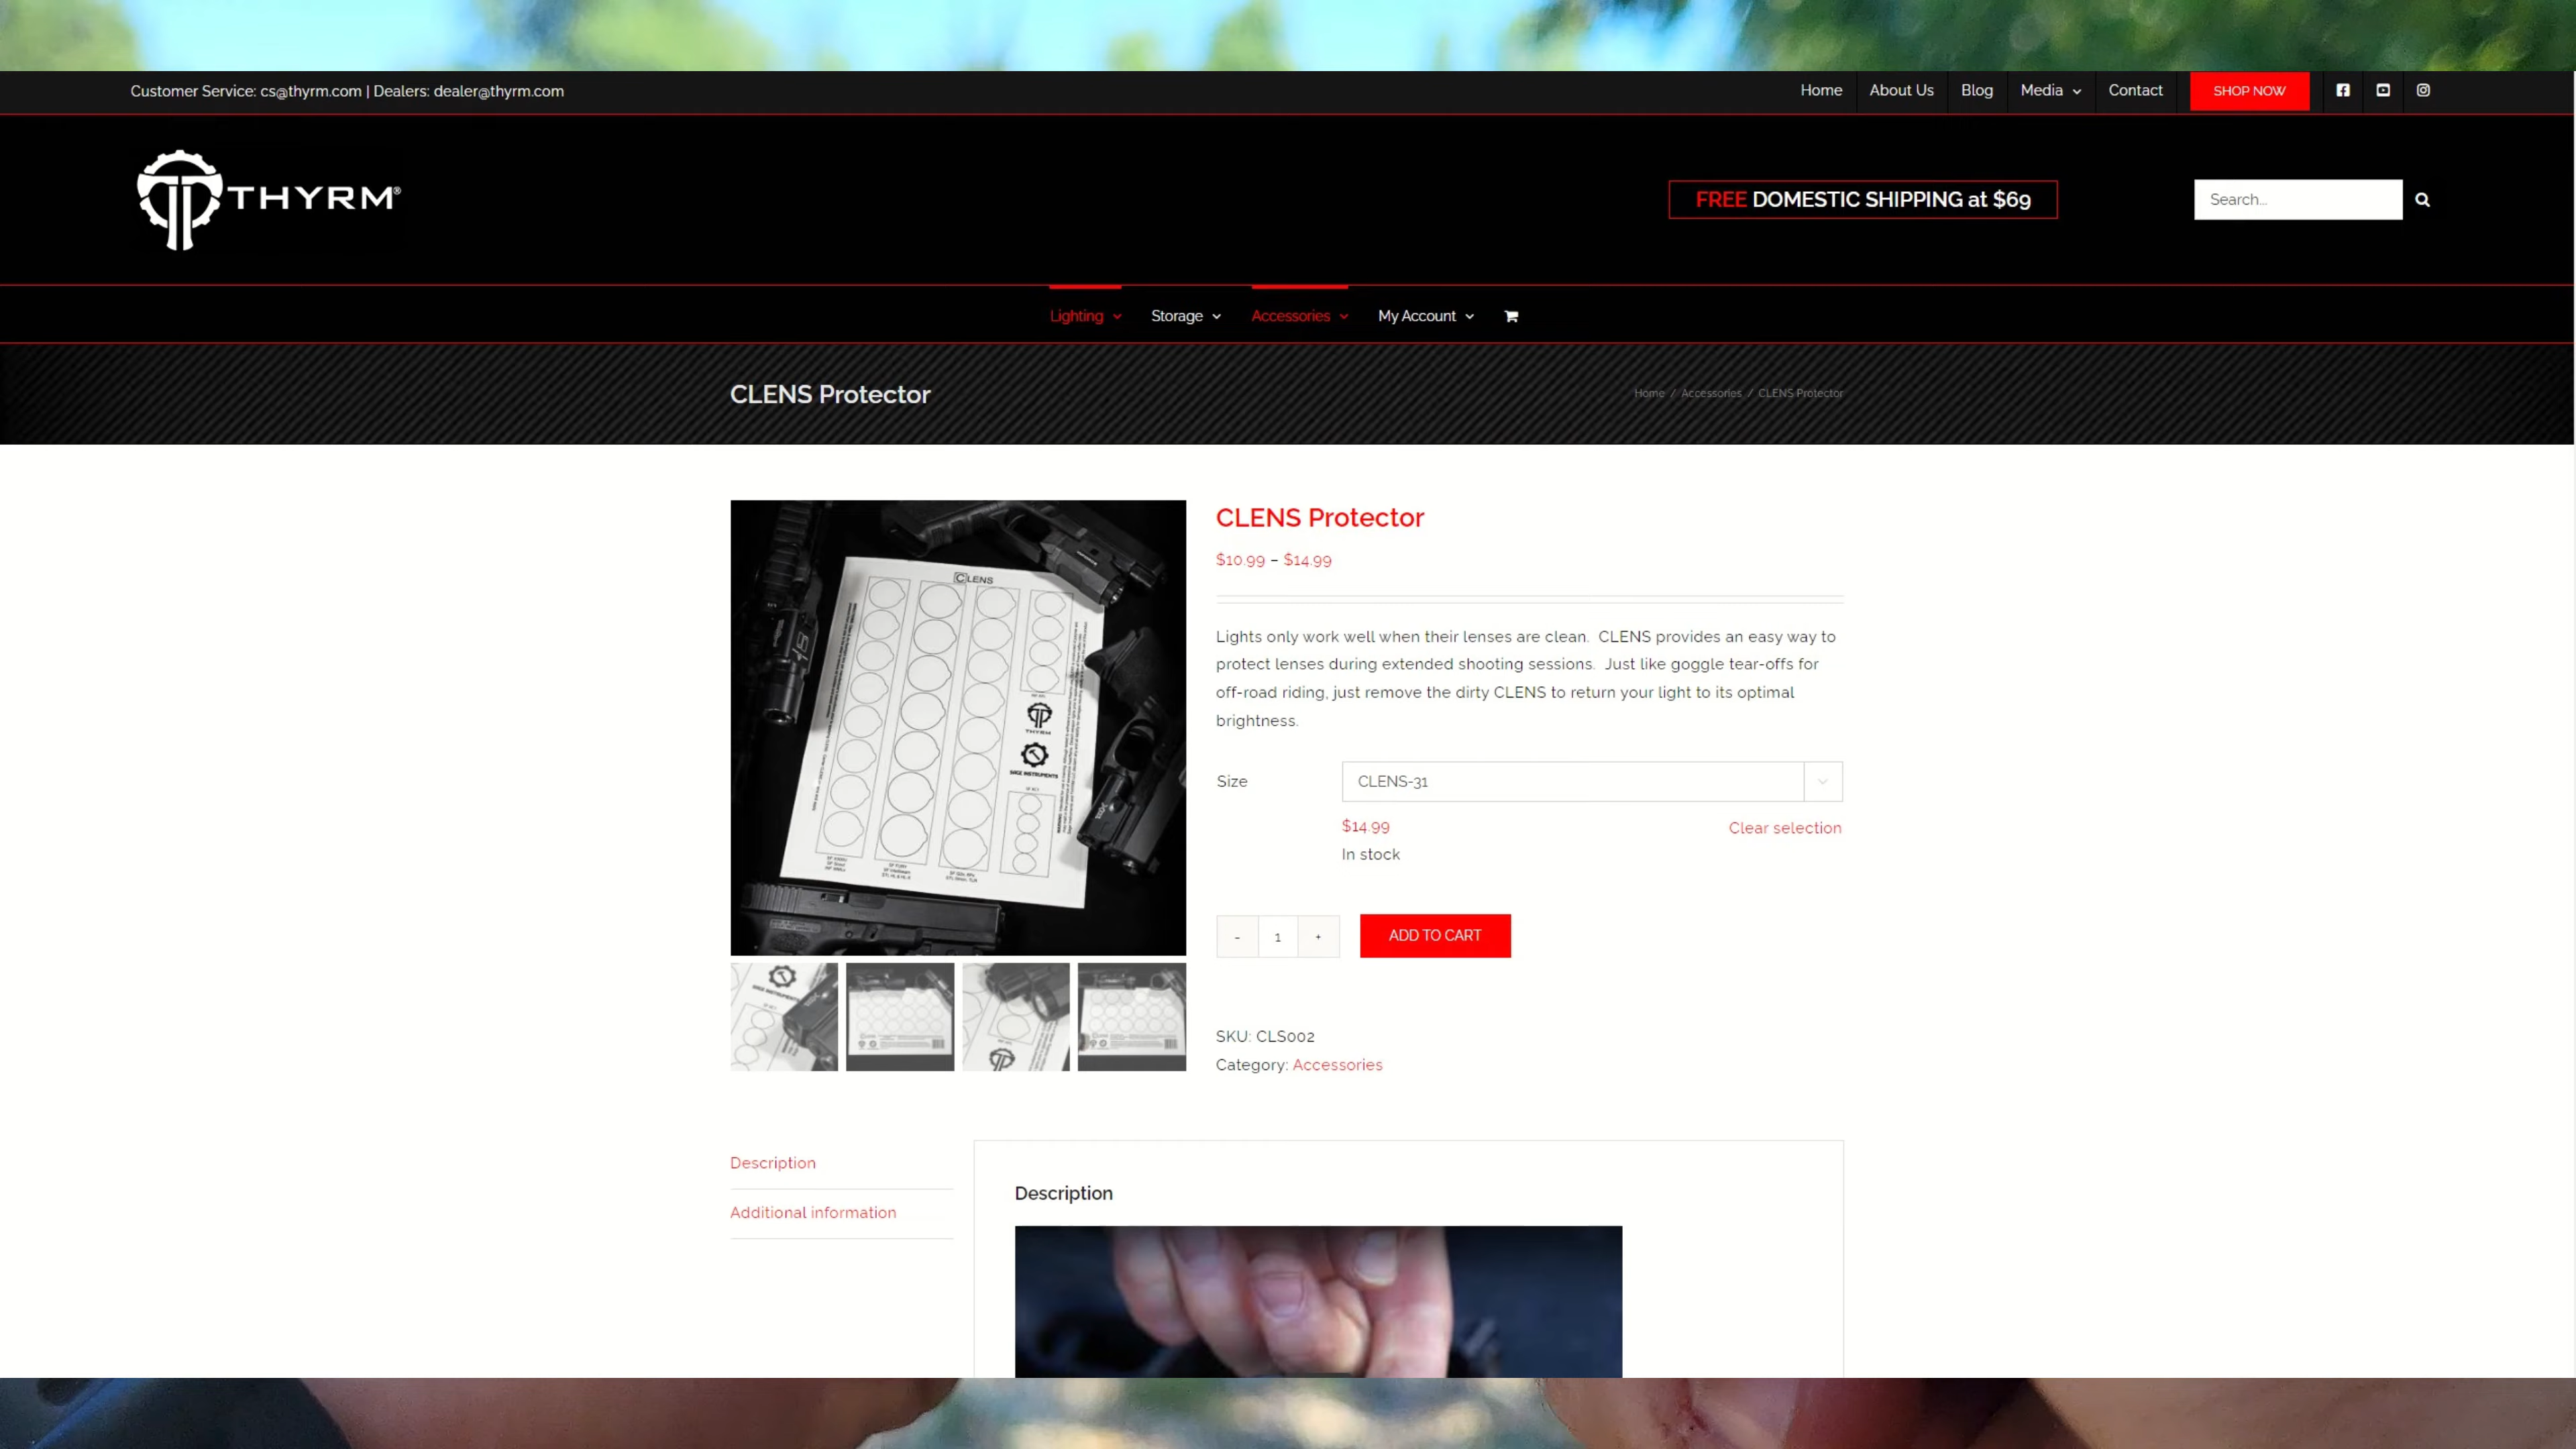 Customer Service: cs@thyrm.com | Dealers: dealer@thyrm.com
Home About Us Blog Media Contact SHOP NOW
THYRM®
FREE DOMESTIC SHIPPING at $69
Search...
Lighting Storage Accessories My Account
CLENS Protector
Home / Accessories / CLENS Protector
CLENS Protector
$10.99 – $14.99
Lights only work well when their lenses are clean. CLENS provides an easy way to
protect lenses during extended shooting sessions. Just like goggle tear-offs for
off-road riding, just remove the dirty CLENS to return your light to its optimal
brightness.
Size CLENS-31
$14.99 Clear selection
In stock
- 1 + ADD TO CART
SKU: CLS002
Category: Accessories
CLENS
THYRM
SAGE INSTRUMENTS
Description
Additional information
Description